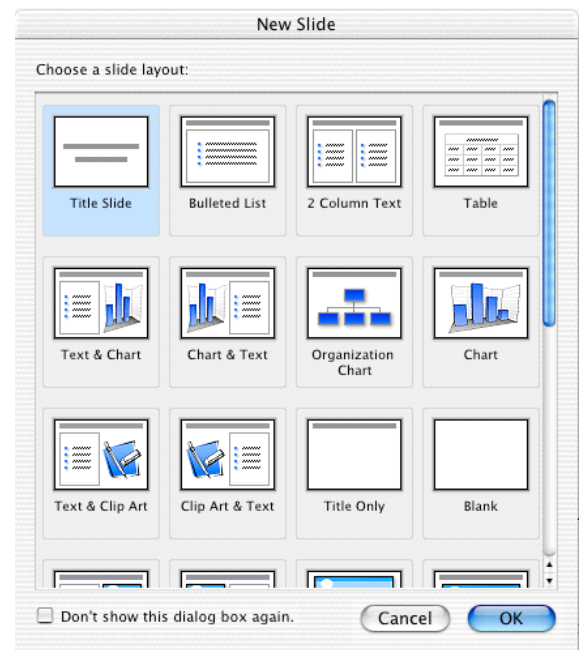 New Slide
Choose a slide layout:
Title Slide
Bulleted List
2 Column Text
Table
Text & Chart
Chart & Text
Organization
Chart
Chart
Text & Clip Art
Clip Art & Text
Title Only
Blank
Don't show this dialog box again.
Cancel
OK